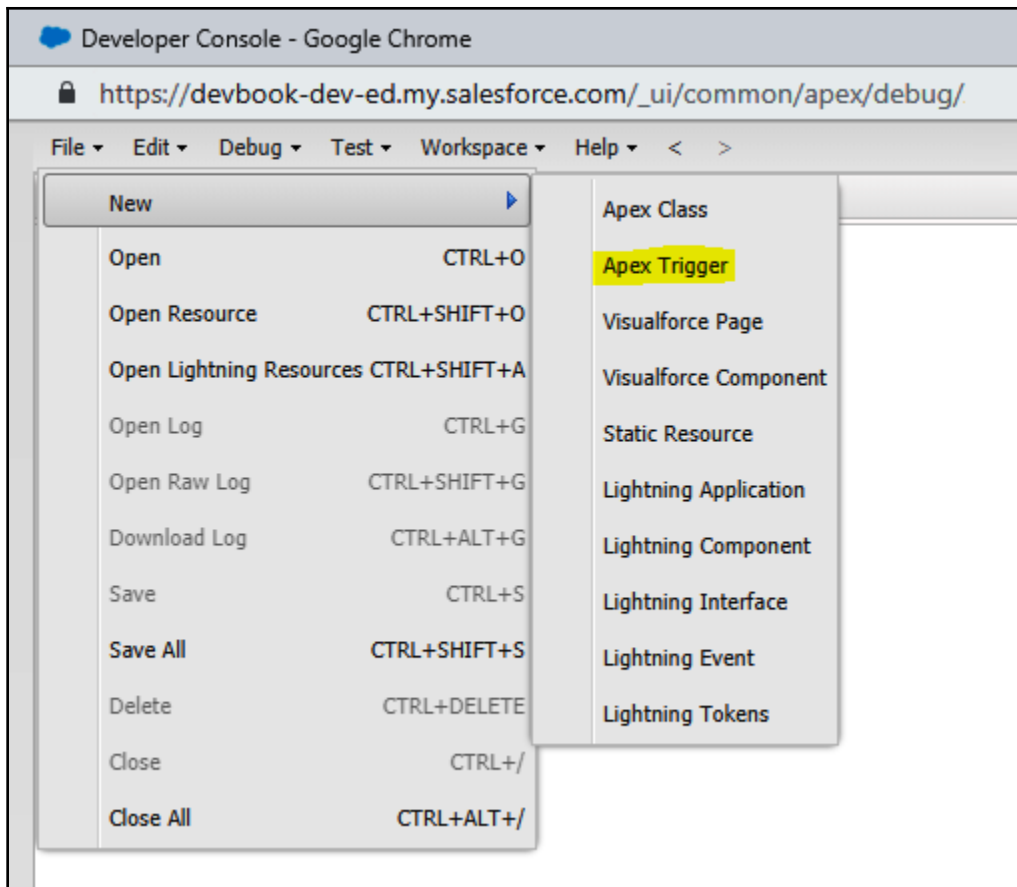 Developer Console - Google Chrome
https://devbook-dev-ed.my.salesforce.com/_ui/common/apex/debug/
File Edit Debug Test Workspace Help < >
New
Open CTRL+O
Open Resource CTRL+SHIFT+O
Open Lightning Resources CTRL+SHIFT+A
Open Log CTRL+G
Open Raw Log CTRL+SHIFT+G
Download Log CTRL+ALT+G
Save CTRL+S
Save All CTRL+SHIFT+S
Delete CTRL+DELETE
Close CTRL+/
Close All CTRL+ALT+/
Apex Class
Apex Trigger
Visualforce Page
Visualforce Component
Static Resource
Lightning Application
Lightning Component
Lightning Interface
Lightning Event
Lightning Tokens